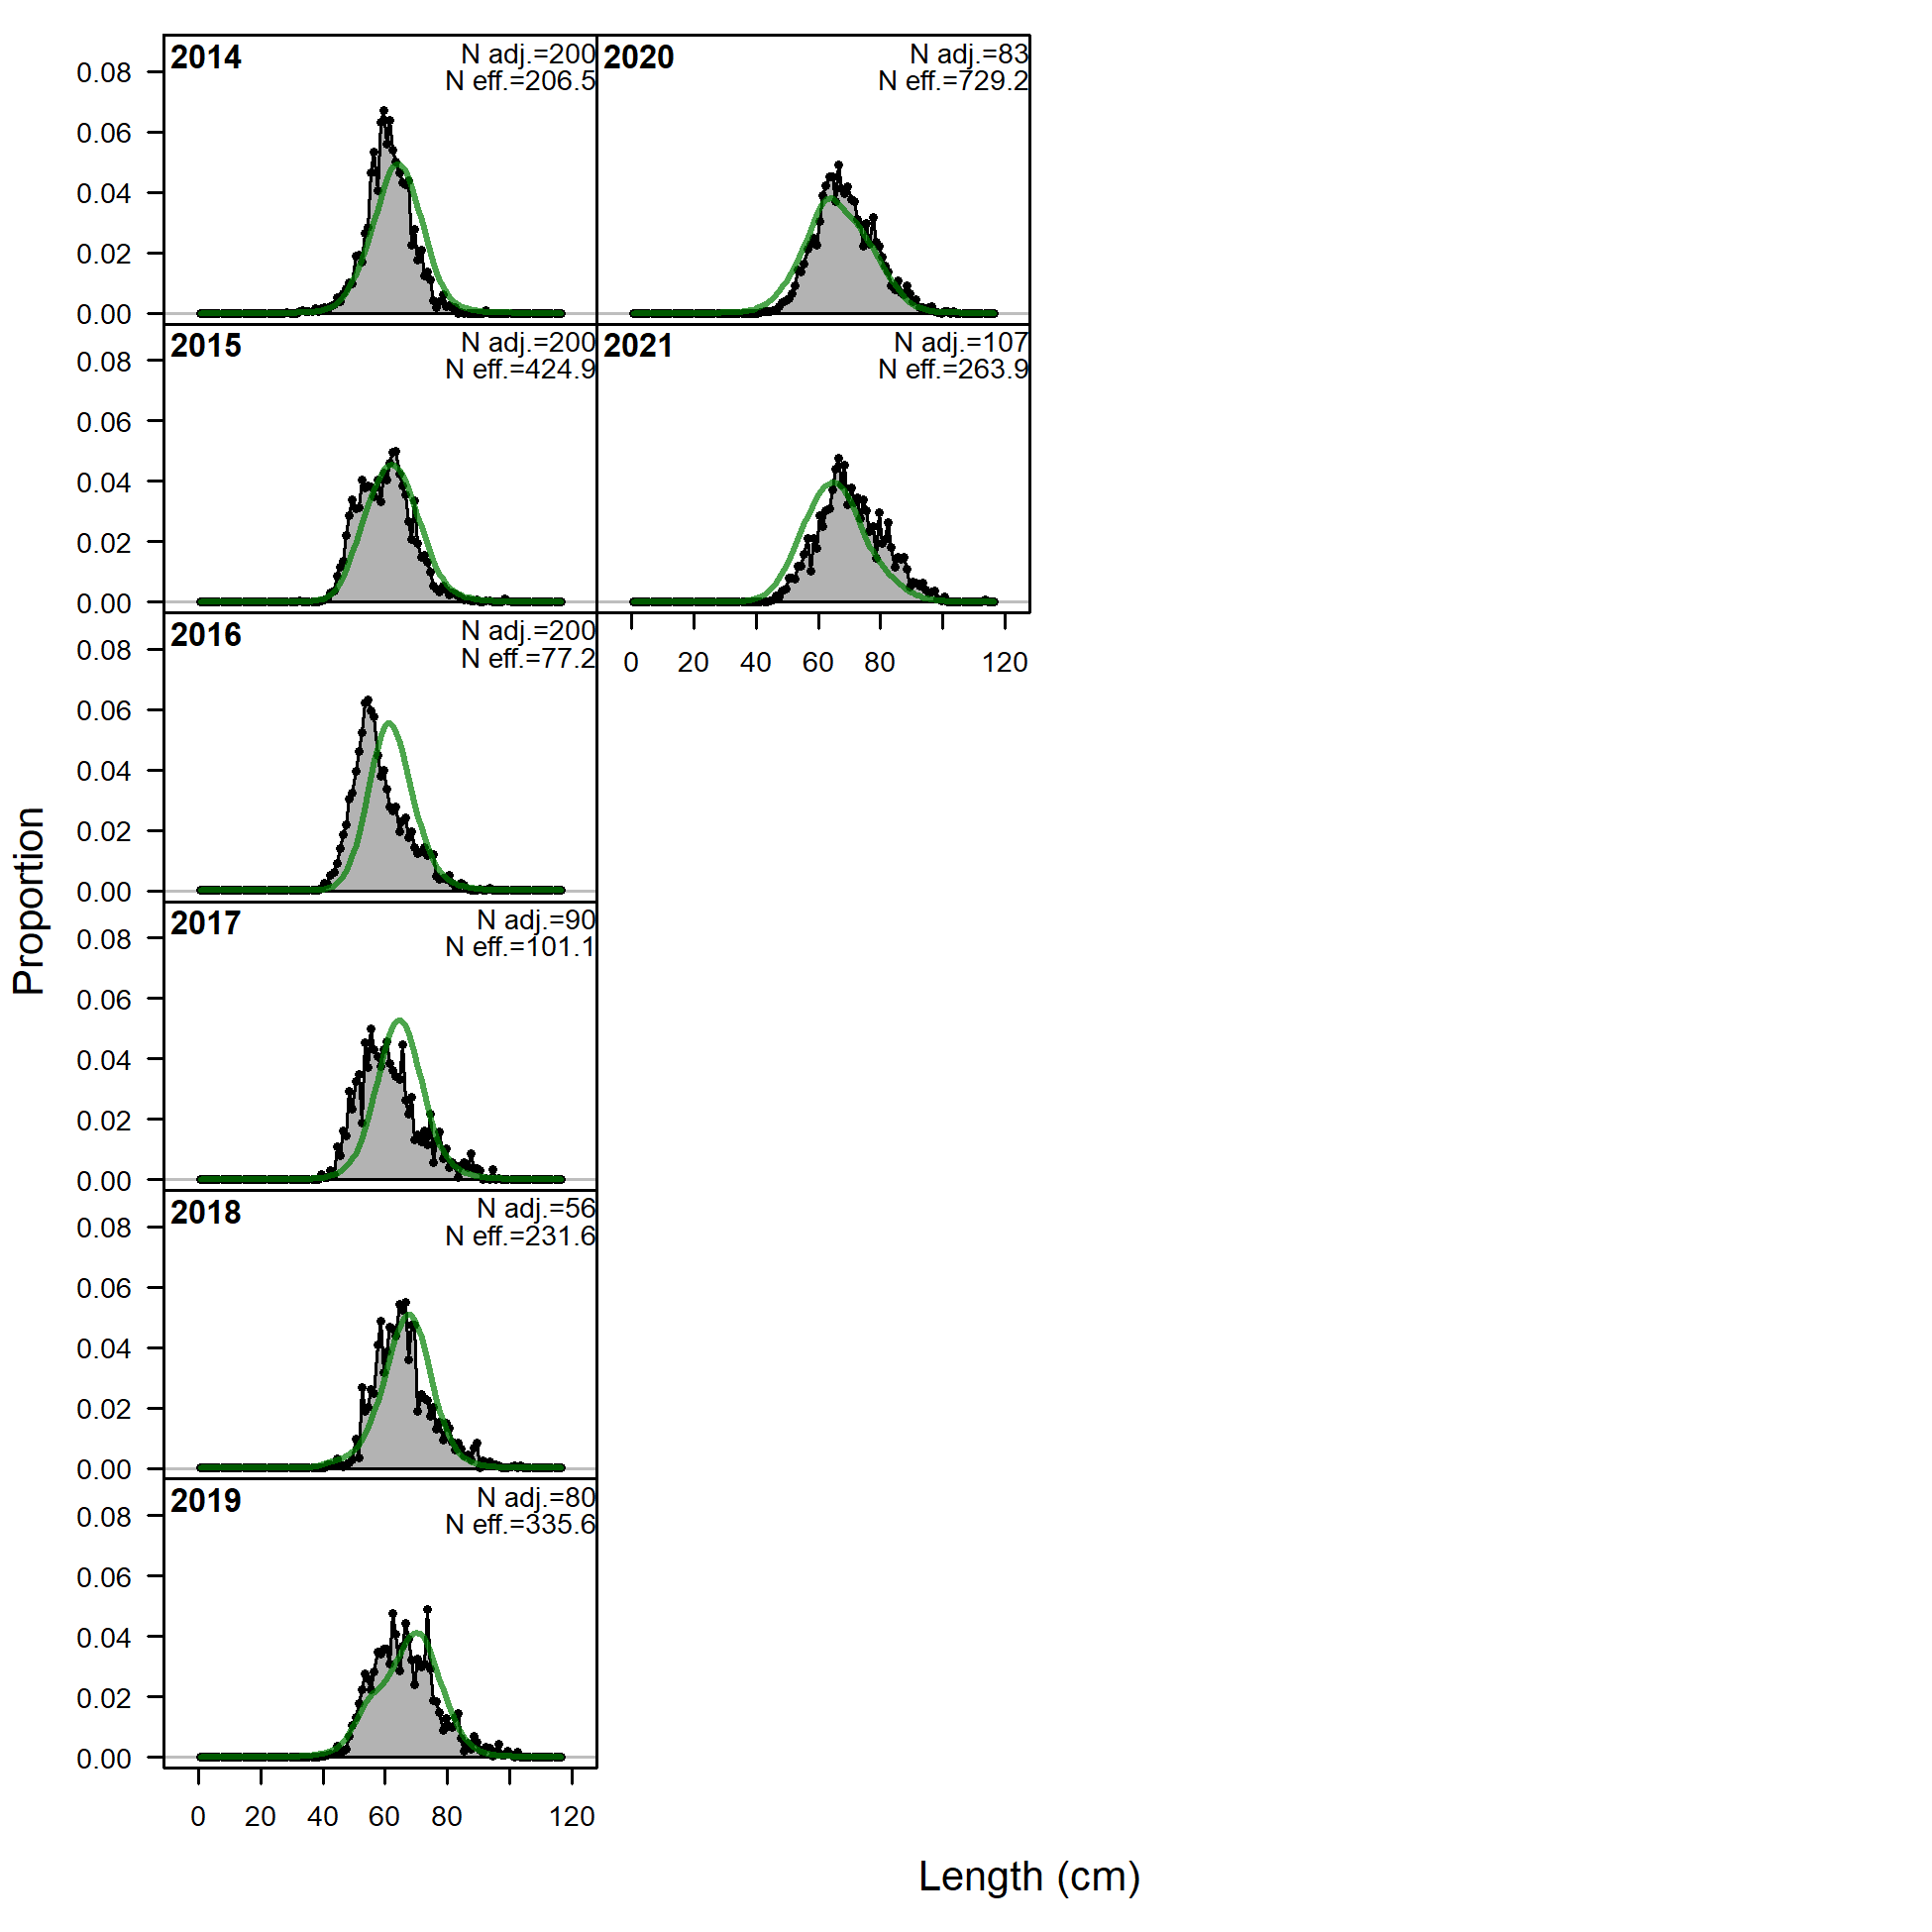 2014
N adj.=200
N eff.=206.5
0.08
0.06
0.04
0.02
0.00
2020
N adj.=83
N eff.=729.2
2015
N adj.=200
N eff.=424.9
0.08
0.06
0.04
0.02
0.00
2021
N adj.=107
N eff.=263.9
0 20 40 60 80 120
2016
N adj.=200
N eff.=77.2
0.08
0.06
0.04
0.02
0.00
2017
N adj.=90
N eff.=101.1
0.08
0.06
0.04
0.02
0.00
2018
N adj.=56
N eff.=231.6
0.08
0.06
0.04
0.02
0.00
2019
N adj.=80
N eff.=335.6
0.08
0.06
0.04
0.02
0.00
0 20 40 60 80 120
Proportion
Length (cm)